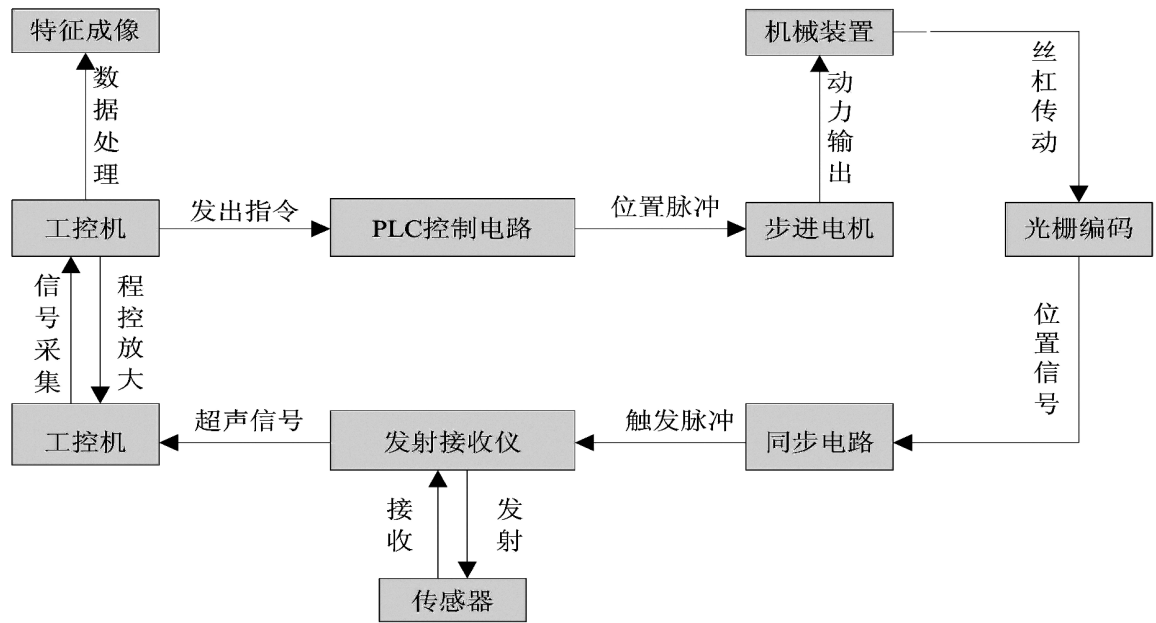 特征成像
机械装置
数据处理
动力输出
丝杠传动
工控机
发出指令
PLC控制电路
位置脉冲
步进电机
光栅编码
信号采集
程控放大
位置信号
工控机
超声信号
发射接收仪
触发脉冲
同步电路
接收
发射
传感器